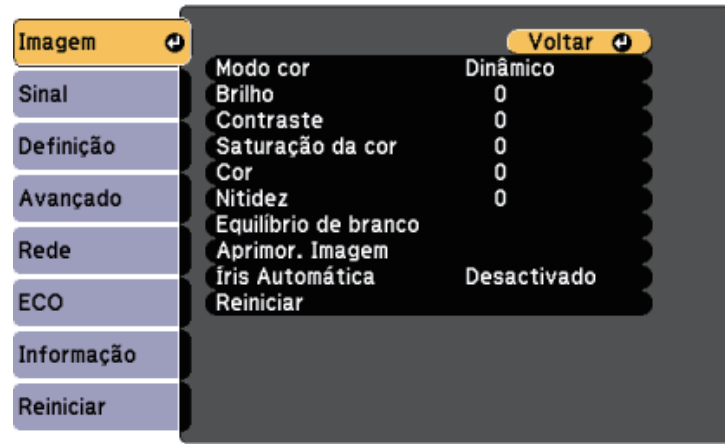 Imagem
Sinal
Definição
Avançado
Rede
ECO
Informação
Reiniciar
Voltar
Modo cor Dinâmico
Brilho 0
Contraste 0
Saturação da cor 0
Cor 0
Nitidez 0
Equilíbrio de branco
Aprimor. Imagem
Íris Automática Desactivado
Reiniciar